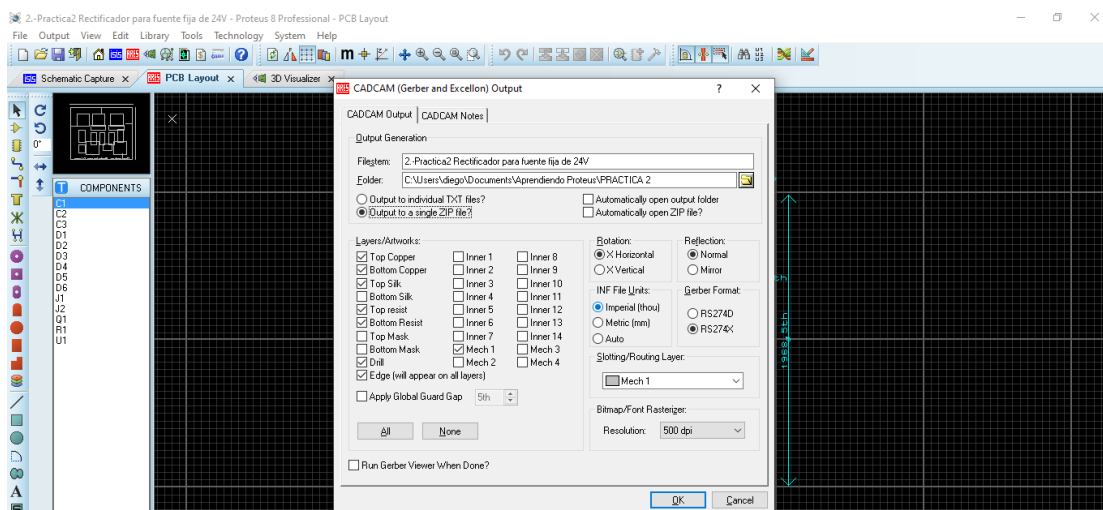 2.-Practica2 Rectificador para fuente fija de 24V - Proteus 8 Professional - PCB Layout
File Output View Edit Library Tools Technology System Help
Schematic Capture x PCB Layout x 3D Visualizer x
CADCAM (Gerber and Excellon) Output ? X
CADCAM Output CADCAM Notes
Output Generation
Filestem: 2.-Practica2 Rectificador para fuente fija de 24V
Folder: C:\Users\diego\Documents\Aprendiendo Proteus\PRACTICA 2
Output to individual TXT files? Automatically open output folder
Output to a single ZIP file? Automatically open ZIP file?
Layers/Artworks: Rotation: Reflection:
Top Copper Inner 1 Inner 8 X Horizontal Normal
Bottom Copper Inner 2 Inner 9 X Vertical Mirror
Top Silk Inner 3 Inner 10
Bottom Silk Inner 4 Inner 11 INF File Units: Gerber Format:
Top resist Inner 5 Inner 12 Imperial (thou) RS274D
Bottom Resist Inner 6 Inner 13 Metric (mm) RS274X
Top Mask Inner 7 Inner 14 Auto
Bottom Mask Mech 1 Mech 3
Drill Mech 2 Mech 4 Slotting/Routing Layer:
Edge (will appear on all layers) Mech 1
Apply Global Guard Gap 5th
Bitmap/Font Rasterizer:
All None Resolution: 500 dpi
Run Gerber Viewer When Done?
OK Cancel
0°
COMPONENTS
C1
C2
C3
D1
D2
D3
D4
D5
D6
J1
J2
Q1
R1
U1
1968.5th